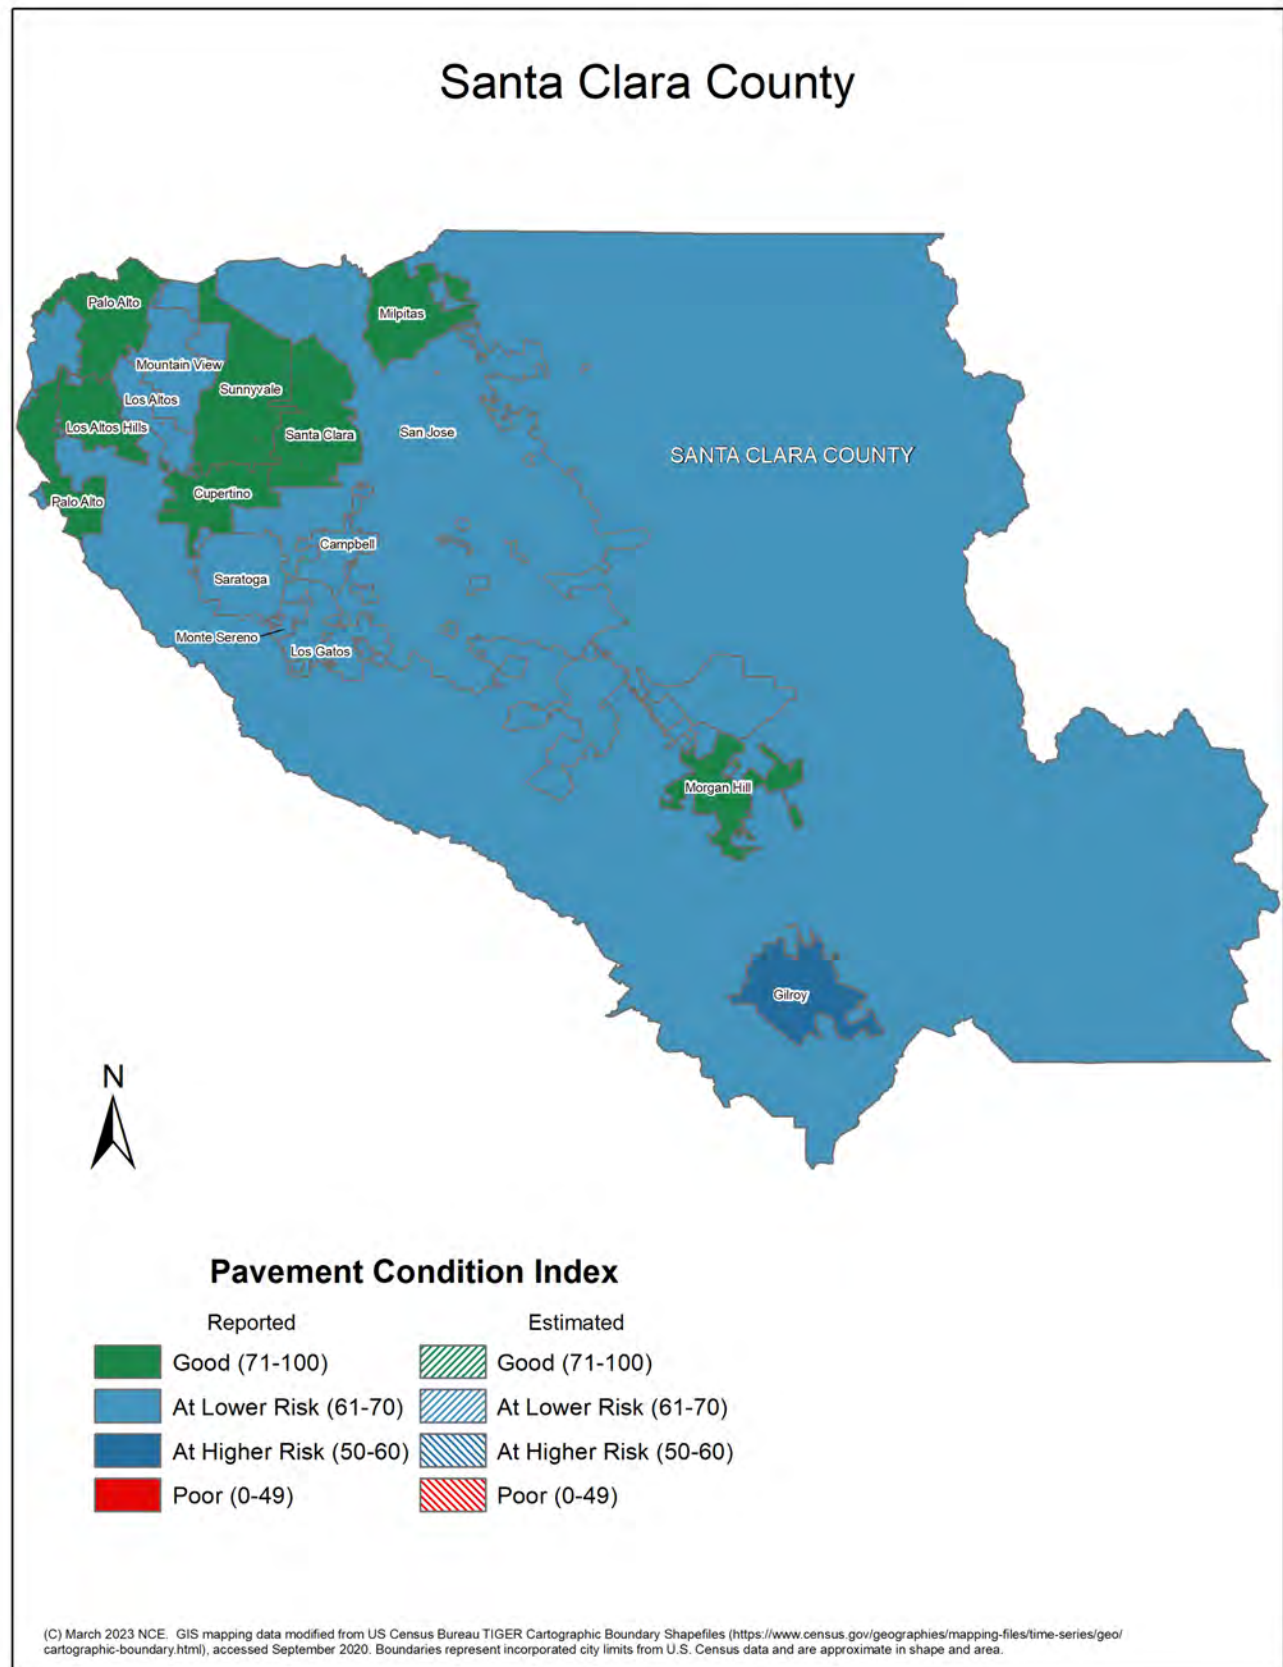 Santa Clara County
Palo Alto
Milpitas
Mountain View
Sunnyvale
Los Altos
Los Altos Hills
Santa Clara
San Jose
SANTA CLARA COUNTY
Palo Alto
Cupertino
Campbell
Saratoga
Monte Sereno
Los Gatos
Morgan Hill
Gilroy
N
Pavement Condition Index
Reported Estimated
Good (71-100) Good (71-100)
At Lower Risk (61-70) At Lower Risk (61-70)
At Higher Risk (50-60) At Higher Risk (50-60)
Poor (0-49) Poor (0-49)
(C) March 2023 NCE. GIS mapping data modified from US Census Bureau TIGER Cartographic Boundary Shapefiles (https://www.census.gov/geographies/mapping-files/time-series/geo/
cartographic-boundary.html), accessed September 2020. Boundaries represent incorporated city limits from U.S. Census data and are approximate in shape and area.